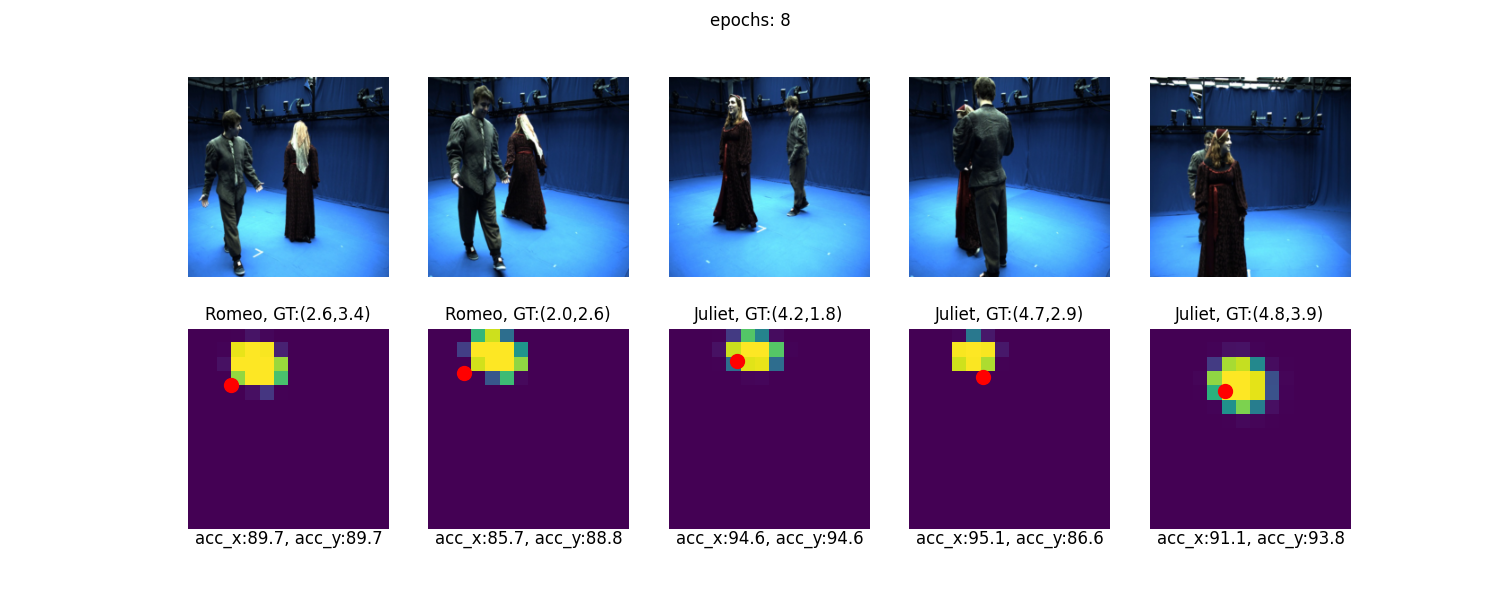 epochs: 8
Romeo, GT:(2.6,3.4)
Romeo, GT:(2.0,2.6)
Juliet, GT:(4.2,1.8)
Juliet, GT:(4.7,2.9)
Juliet, GT:(4.8,3.9)
acc_x:89.7, acc_y:89.7
acc_x:85.7, acc_y:88.8
acc_x:94.6, acc_y:94.6
acc_x:95.1, acc_y:86.6
acc_x:91.1, acc_y:93.8